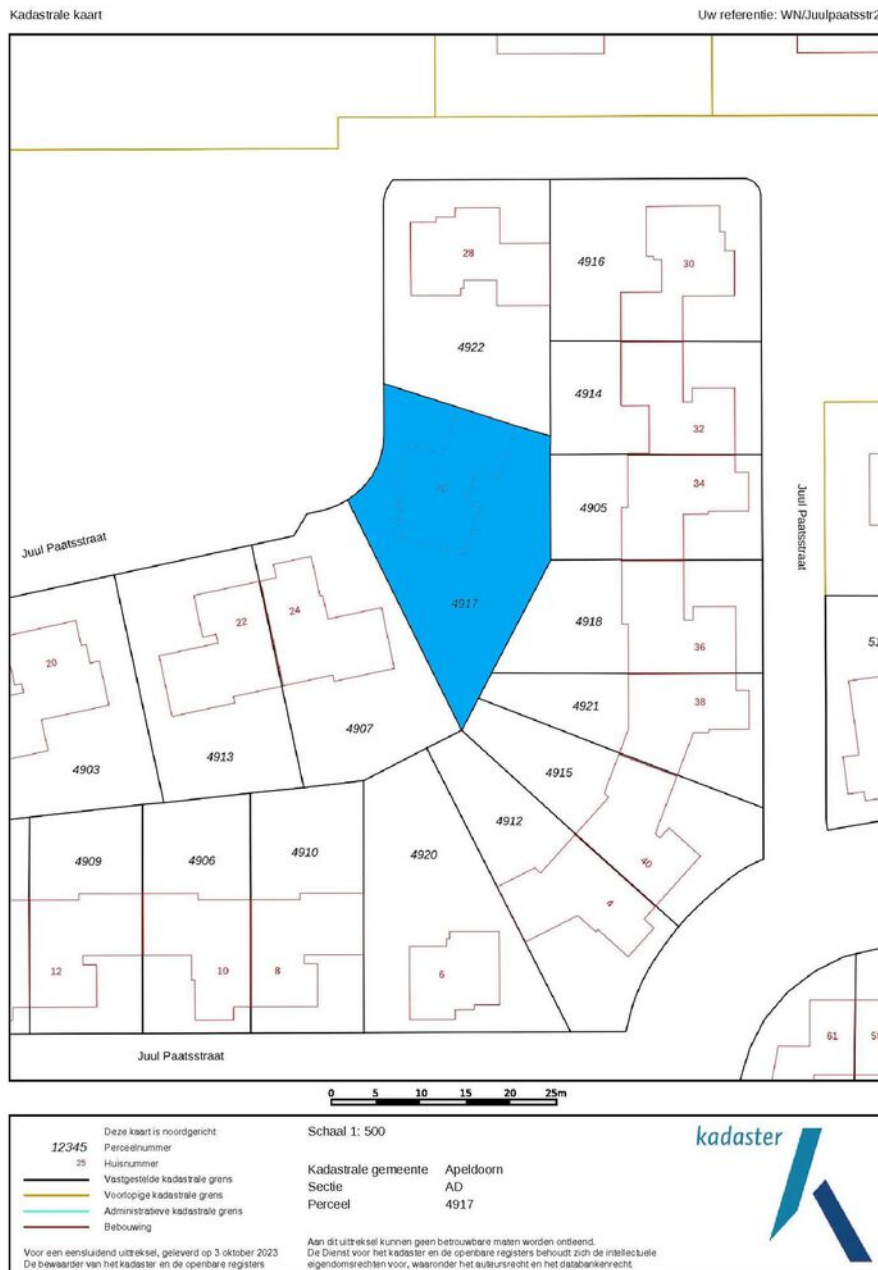 Kadastrale kaart
Uw referentie: WN/Juulpaatsstr2
28
4916
30
4922
4914
32
34
4905
Juul Paatsstraat
Juul Paatsstraat
4917
22
24
4918
36
20
4921
38
4907
4903
4913
4915
4912
4909
4906
4910
4920
40
4
12
10
8
6
61
Juul Paatsstraat
0 5 10 15 20 25m
Deze kaart is noordgericht
12345 Perceelnummer
25 Huisnummer
Vastgestelde kadastrale grens
Voorlopige kadastrale grens
Administratieve kadastrale grens
Bebouwing
Voor een eensluidend uittreksel, geleverd op 3 oktober 2023
De bewaarder van het kadaster en de openbare registers
Schaal 1: 500
Kadastrale gemeente Apeldoorn
Sectie AD
Perceel 4917
Aan dit uittreksel kunnen geen betrouwbare maten worden ontleend.
De Dienst voor het kadaster en de openbare registers behoudt zich de intellectuele
eigendomsrechten voor, waaronder het auteursrecht en het databankenrecht.
kadaster